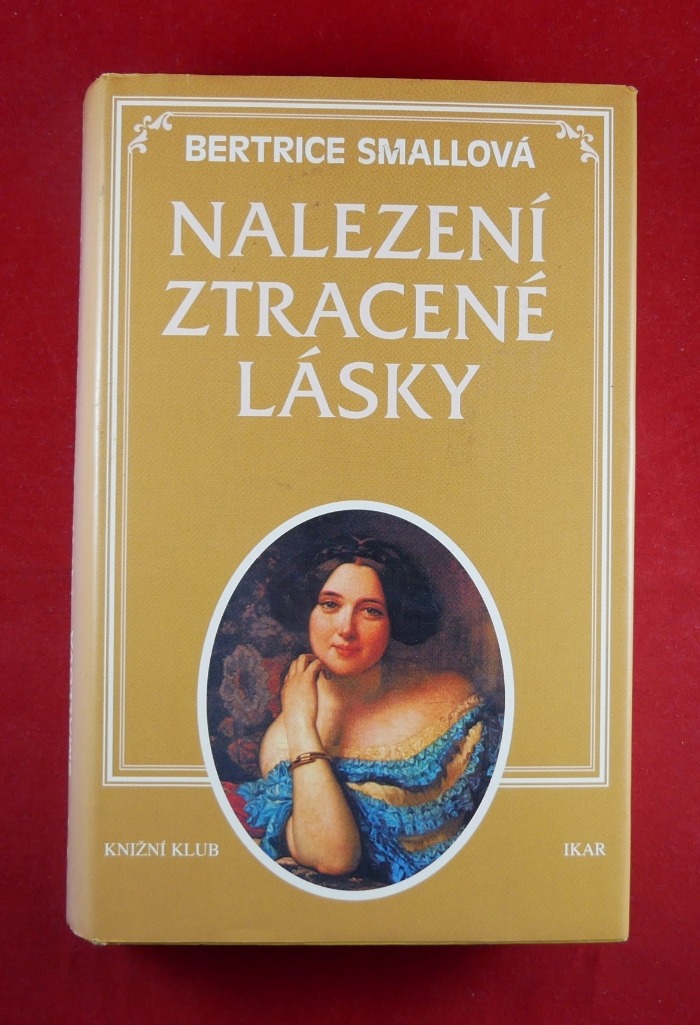 BERTRICE SMALLOVÁ
NALEZENÍ
ZTRACENÉ
LÁSKY
KNIŽNÍ KLUB
IKAR